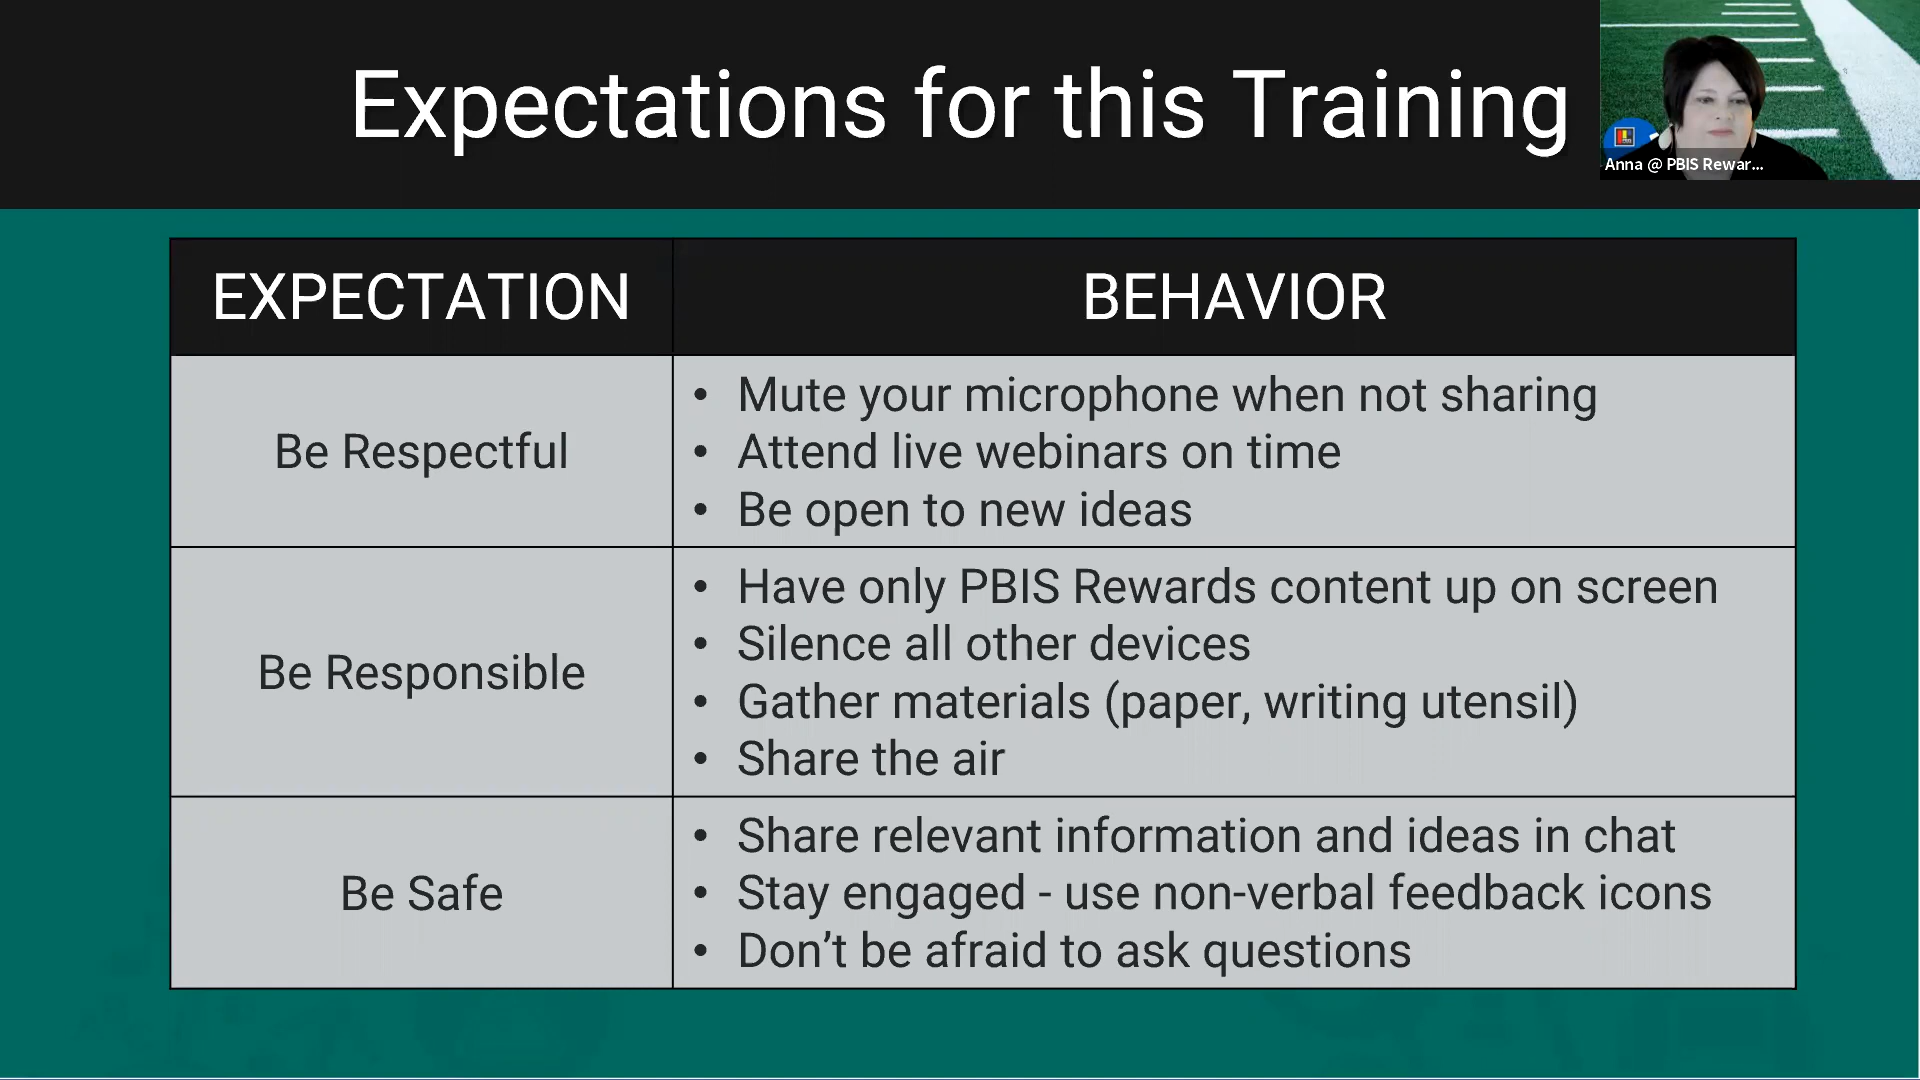 Expectations for this Training
Anna @ PBIS Rewar...
EXPECTATION
BEHAVIOR
Be Respectful
• Mute your microphone when not sharing
• Attend live webinars on time
• Be open to new ideas
Be Responsible
• Have only PBIS Rewards content up on screen
• Silence all other devices
• Gather materials (paper, writing utensil)
• Share the air
Be Safe
• Share relevant information and ideas in chat
• Stay engaged - use non-verbal feedback icons
• Don’t be afraid to ask questions